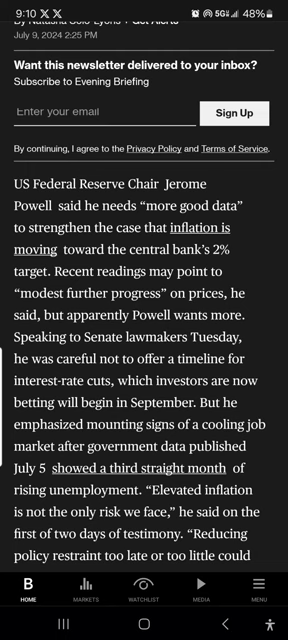 9:10 X X 5G 48%
By Natasha Solo-Lyons + Get Alerts
July 9, 2024 2:25 PM
Want this newsletter delivered to your inbox?
Subscribe to Evening Briefing
Enter your email
Sign Up
By continuing, I agree to the Privacy Policy and Terms of Service.
US Federal Reserve Chair Jerome
Powell said he needs “more good data”
to strengthen the case that inflation is
moving toward the central bank’s 2%
target. Recent readings may point to
“modest further progress” on prices, he
said, but apparently Powell wants more.
Speaking to Senate lawmakers Tuesday,
he was careful not to offer a timeline for
interest-rate cuts, which investors are now
betting will begin in September. But he
emphasized mounting signs of a cooling job
market after government data published
July 5 showed a third straight month of
rising unemployment. “Elevated inflation
is not the only risk we face,” he said on the
first of two days of testimony. “Reducing
policy restraint too late or too little could
B
HOME MARKETS WATCHLIST MEDIA MENU